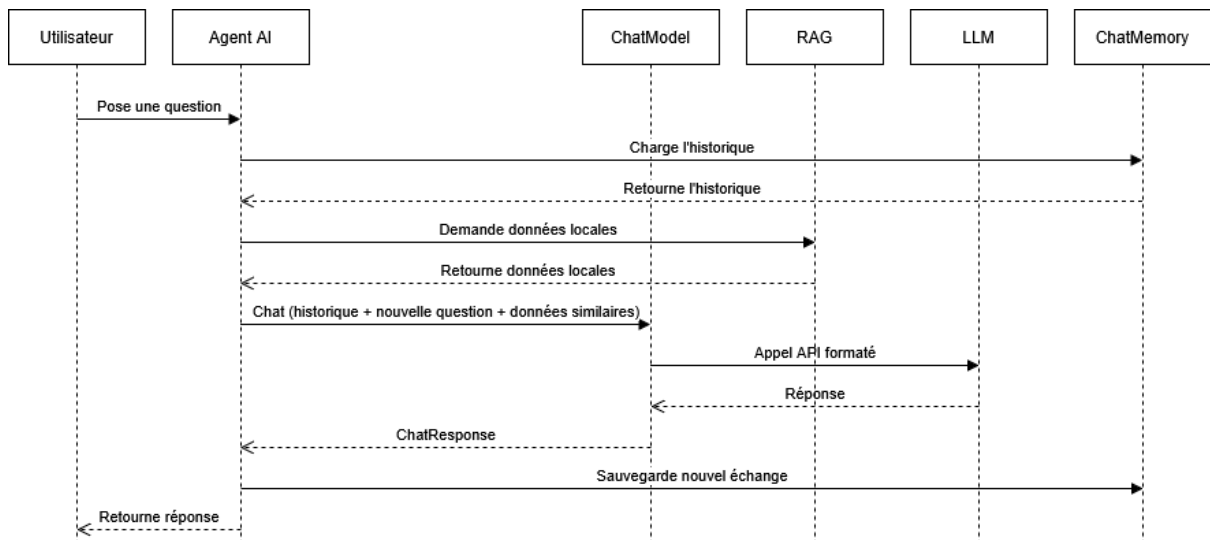 Utilisateur
Agent AI
ChatModel
RAG
LLM
ChatMemory
Pose une question
Charge l'historique
Retourne l'historique
Demande données locales
Retourne données locales
Chat (historique + nouvelle question + données similaires)
Appel API formaté
Réponse
ChatResponse
Sauvegarde nouvel échange
Retourne réponse